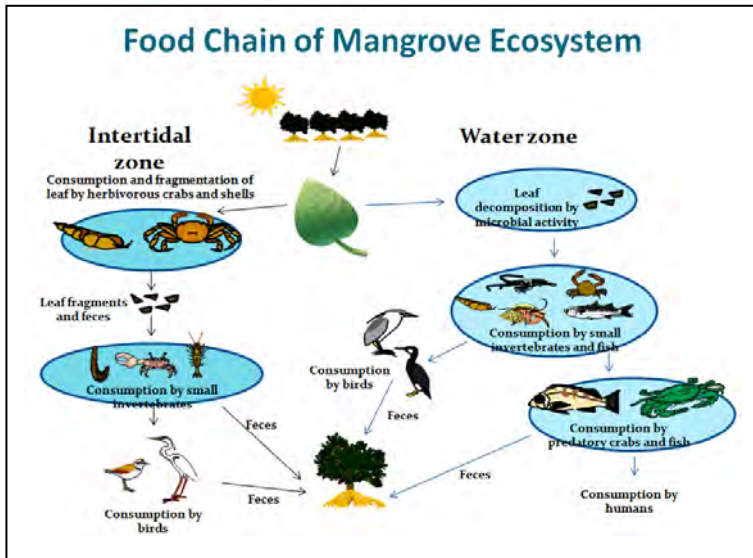 Food Chain of Mangrove Ecosystem
Intertidal
zone
Consumption and fragmentation of
leaf by herbivorous crabs and shells
Leaf fragments
and feces
Consumption by small
invertebrates
Feces
Consumption by
birds
Feces
Water zone
Leaf
decomposition by
microbial activity
Consumption by small
invertebrates and fish
Consumption
by birds
Feces
Consumption by
predatory crabs and fish
Feces
Consumption by
humans